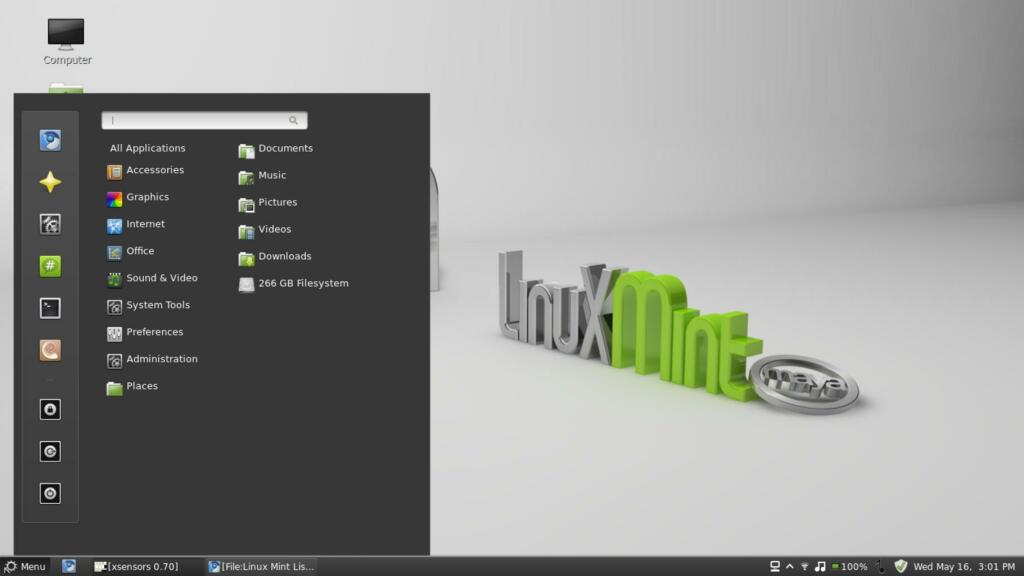 Computer
All Applications
Accessories
Graphics
Internet
Office
Sound & Video
System Tools
Preferences
Administration
Places
Documents
Music
Pictures
Videos
Downloads
266 GB Filesystem
LinuxMint
maya
Menu
[xsensors 0.70]
[File:Linux Mint Lis...
100%
Wed May 16, 3:01 PM